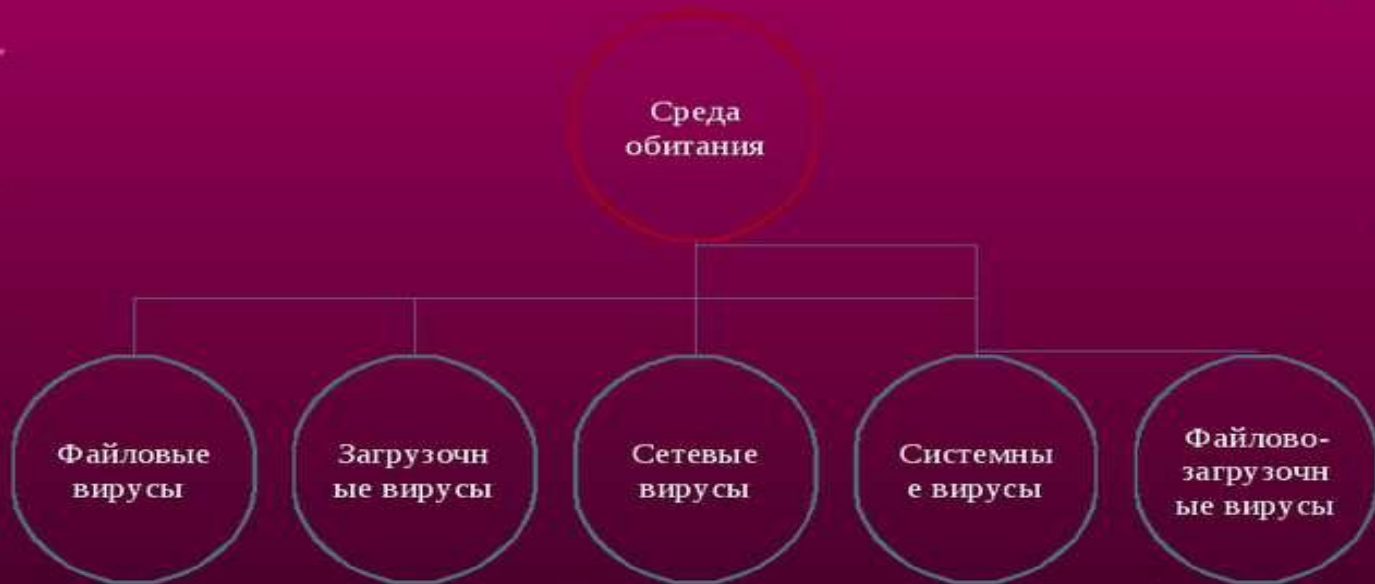 Среда
обитания
Файловые
вирусы
Загрузочн
ые вирусы
Сетевые
вирусы
Системны
е вирусы
Файлово-
загрузочн
ые вирусы